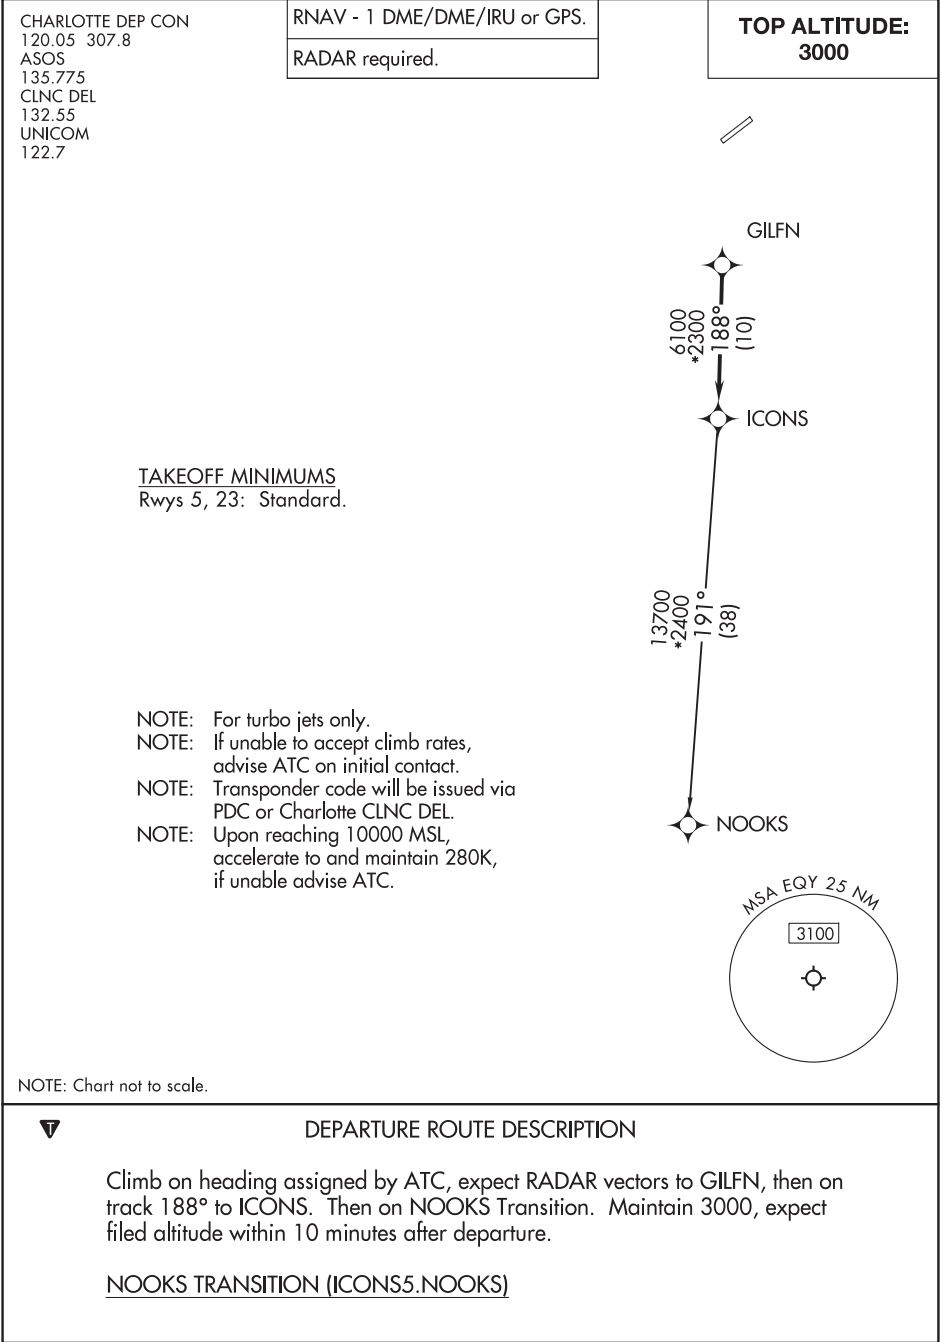 CHARLOTTE DEP CON
120.05 307.8
ASOS
135.775
CLNC DEL
132.55
UNICOM
122.7
RNAV - 1 DME/DME/IRU or GPS.
RADAR required.
TOP ALTITUDE:
3000
GILFN
6100
*2300
188°
(10)
ICONS
TAKEOFF MINIMUMS
Rwys 5, 23: Standard.
13700
*2400
191°
(38)
NOTE: For turbo jets only.
NOTE: If unable to accept climb rates,
advise ATC on initial contact.
NOTE: Transponder code will be issued via
PDC or Charlotte CLNC DEL.
NOTE: Upon reaching 10000 MSL,
accelerate to and maintain 280K,
if unable advise ATC.
NOOKS
MSA EQY 25 NM
3100
NOTE: Chart not to scale.
T
DEPARTURE ROUTE DESCRIPTION
Climb on heading assigned by ATC, expect RADAR vectors to GILFN, then on
track 188° to ICONS. Then on NOOKS Transition. Maintain 3000, expect
filed altitude within 10 minutes after departure.
NOOKS TRANSITION (ICONS5.NOOKS)